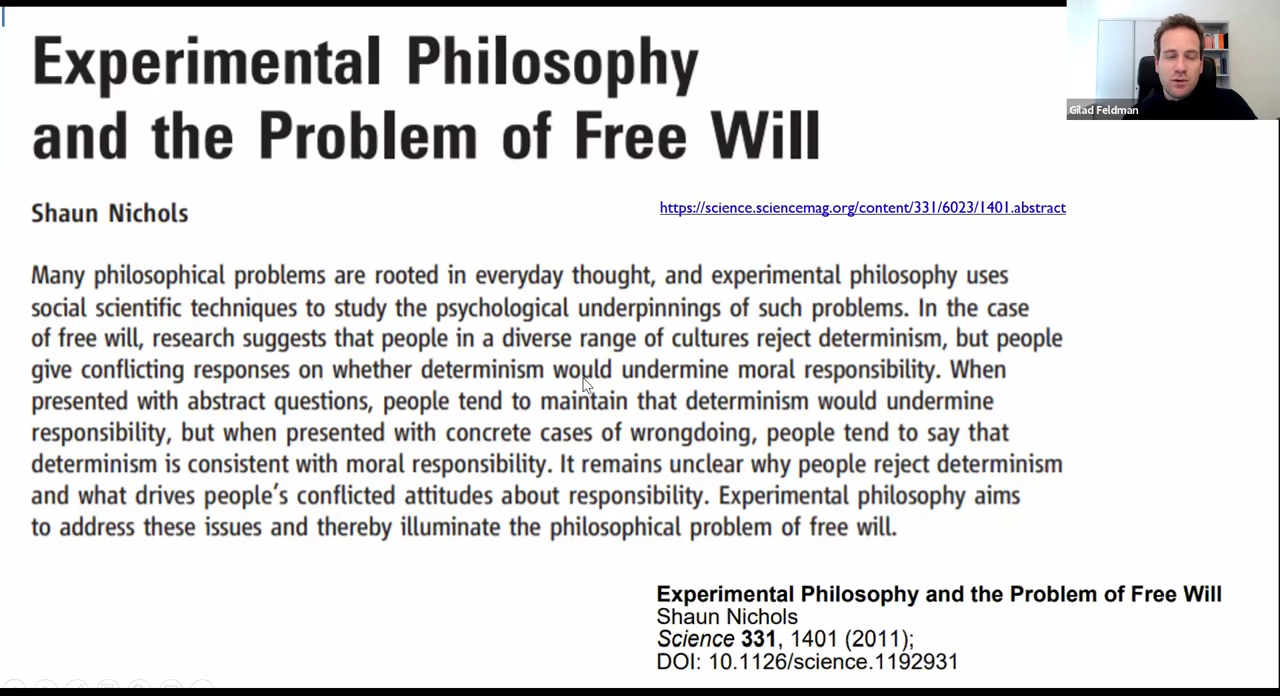 Experimental Philosophy
and the Problem of Free Will
Gilad Feldman
Shaun Nichols
https://science.sciencemag.org/content/331/6023/1401.abstract
Many philosophical problems are rooted in everyday thought, and experimental philosophy uses
social scientific techniques to study the psychological underpinnings of such problems. In the case
of free will, research suggests that people in a diverse range of cultures reject determinism, but people
give conflicting responses on whether determinism would undermine moral responsibility. When
presented with abstract questions, people tend to maintain that determinism would undermine
responsibility, but when presented with concrete cases of wrongdoing, people tend to say that
determinism is consistent with moral responsibility. It remains unclear why people reject determinism
and what drives people's conflicted attitudes about responsibility. Experimental philosophy aims
to address these issues and thereby illuminate the philosophical problem of free will.
Experimental Philosophy and the Problem of Free Will
Shaun Nichols
Science 331, 1401 (2011);
DOI: 10.1126/science.1192931